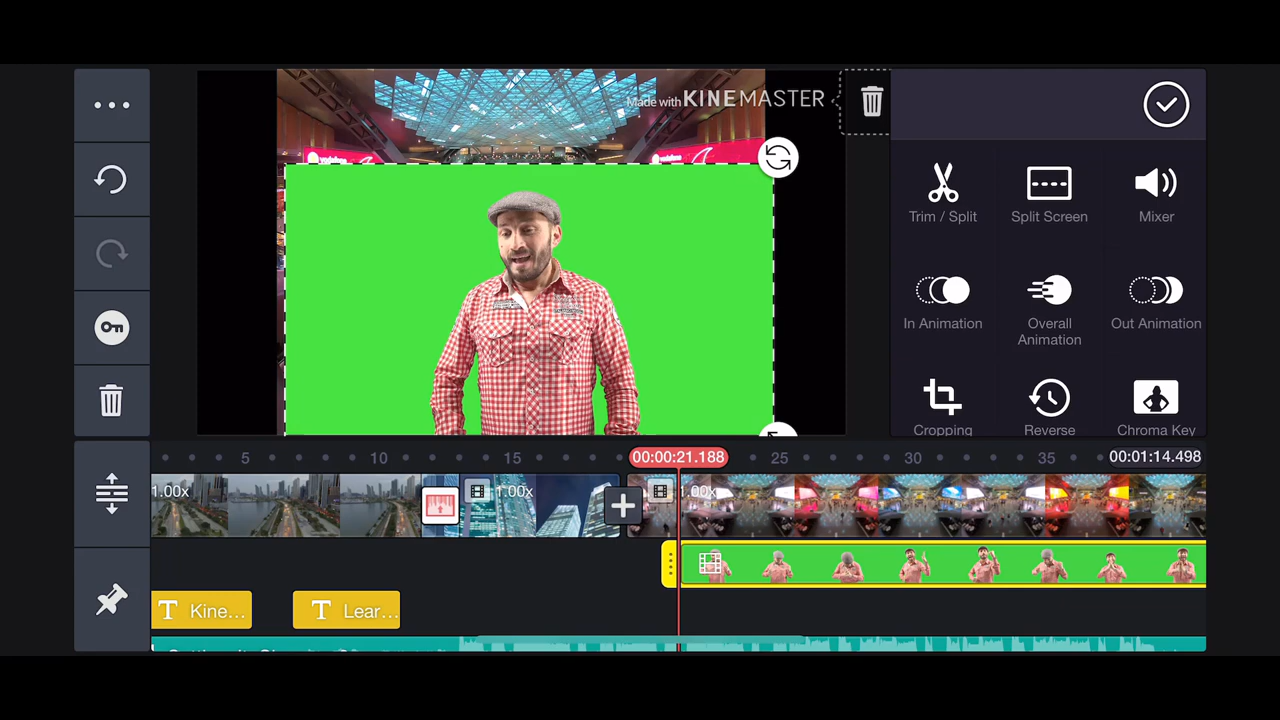 Made with KINEMASTER
Trim / Split
Split Screen
Mixer
In Animation
Overall
Animation
Out Animation
Cropping
Reverse
Chroma Key
5
10
15
00:00:21.188
25
30
35
00:01:14.498
1.00x
1.00x
1.00x
T Kine...
T Lear...